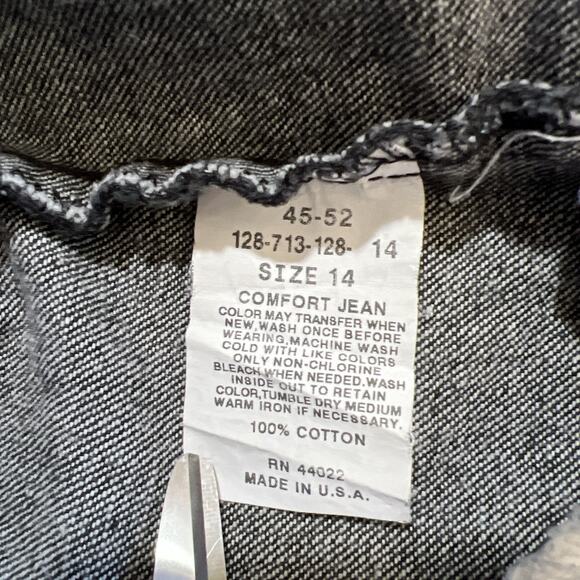 45-52
128-713-128- 14
SIZE 14
COMFORT JEAN
COLOR MAY TRANSFER WHEN
NEW,WASH ONCE BEFORE
WEARING,MACHINE WASH
COLD WITH LIKE COLORS
ONLY NON-CHLORINE
BLEACH WHEN NEEDED.WASH
INSIDE OUT TO RETAIN
COLOR,TUMBLE DRY MEDIUM
WARM IRON IF NECESSARY.
100% COTTON
RN 44022
MADE IN U.S.A.